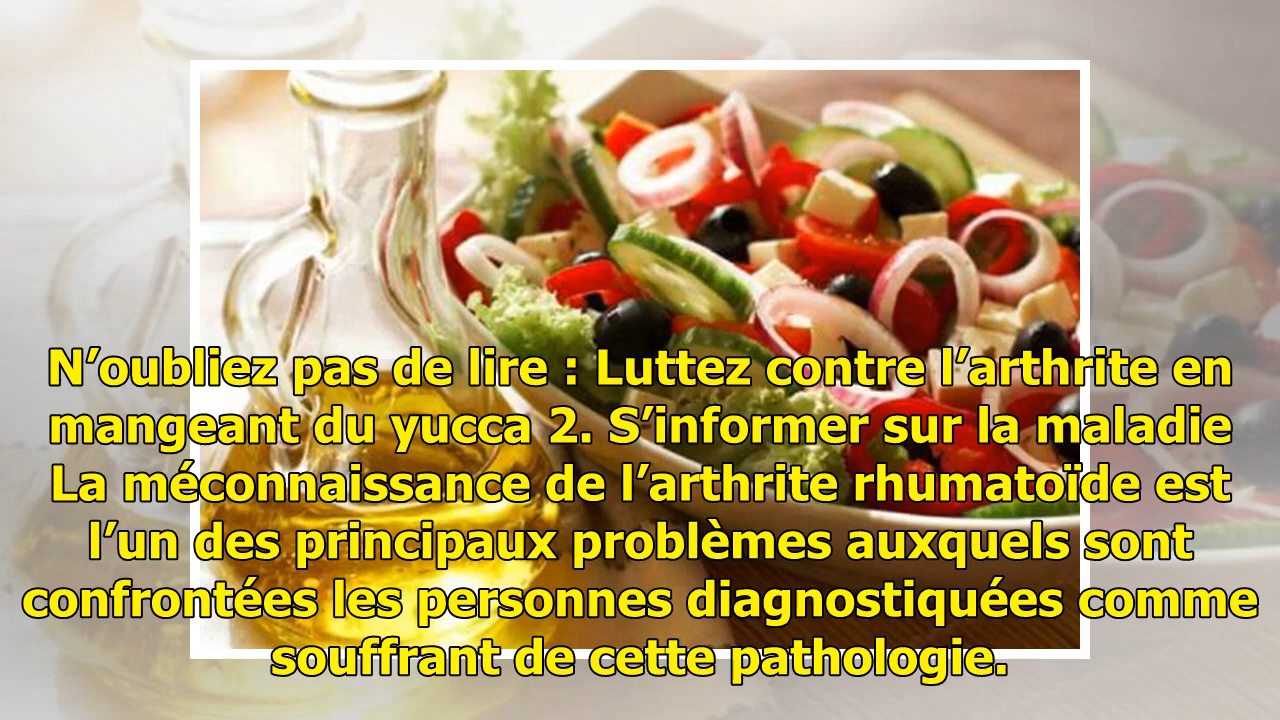 N’oubliez pas de lire : Luttez contre l’arthrite en
mangeant du yucca 2. S’informer sur la maladie
La méconnaissance de l’arthrite rhumatoïde est
l’un des principaux problèmes auxquels sont
confrontées les personnes diagnostiquées comme
souffrant de cette pathologie.